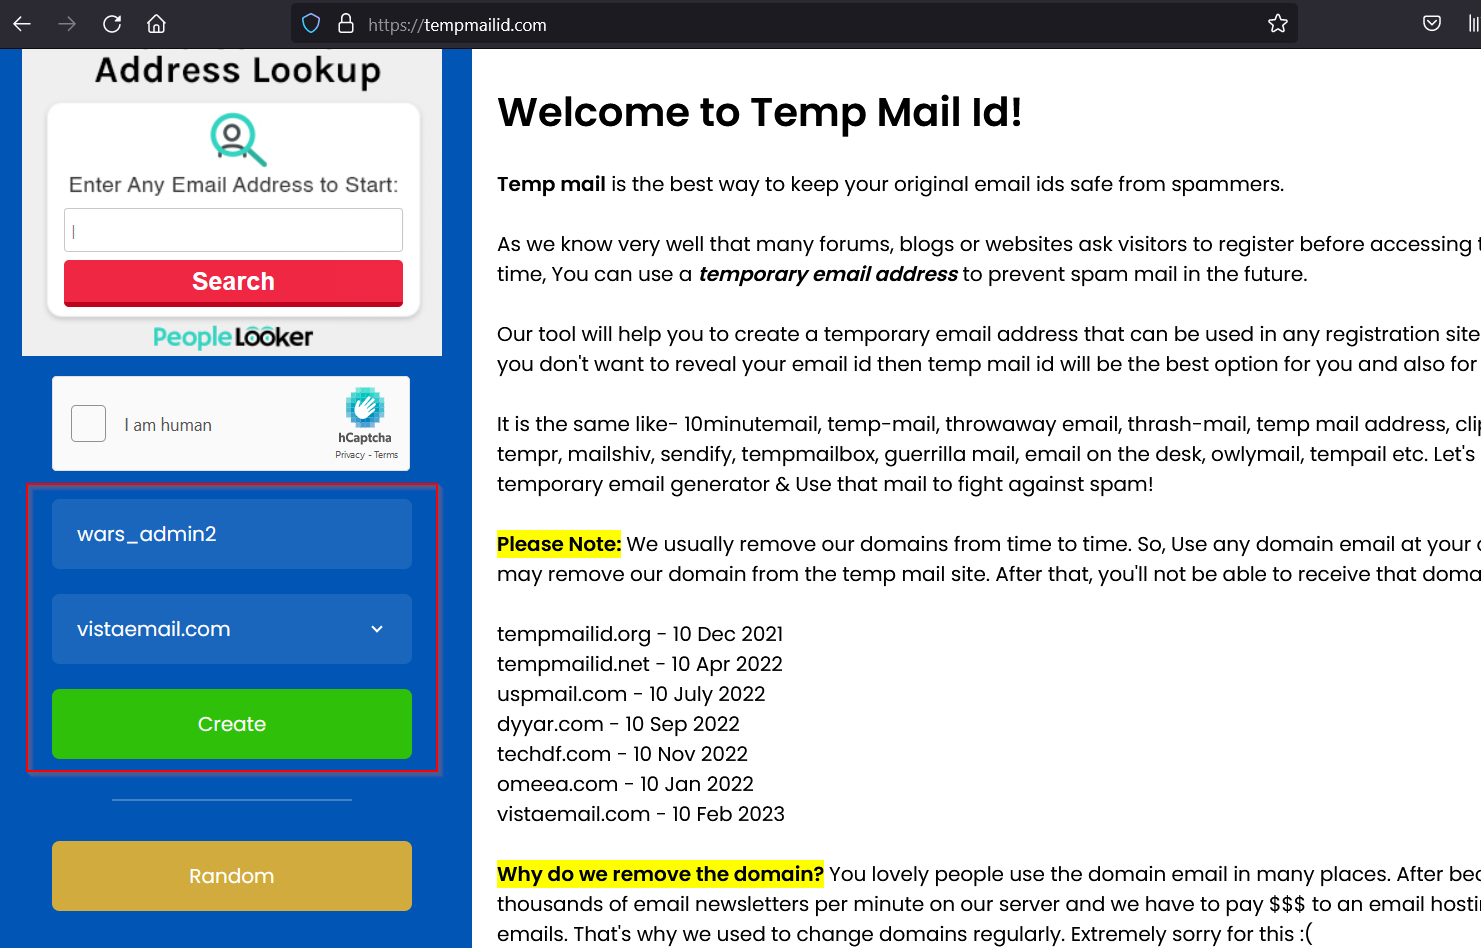 https://tempmailid.com
Address Lookup
Enter Any Email Address to Start:
Search
PeopleLooker
I am human
hCaptcha
Privacy - Terms
wars_admin2
vistaemail.com
Create
Random
Welcome to Temp Mail Id!
Temp mail is the best way to keep your original email ids safe from spammers.
As we know very well that many forums, blogs or websites ask visitors to register before accessing
time, You can use a temporary email address to prevent spam mail in the future.
Our tool will help you to create a temporary email address that can be used in any registration site
you don't want to reveal your email id then temp mail id will be the best option for you and also for
It is the same like- 10minutemail, temp-mail, throwaway email, thrash-mail, temp mail address,
tempr, mailshiv, sendify, tempmailbox, guerrilla mail, email on the desk, owlymail, tempail etc. Let's
temporary email generator & Use that mail to fight against spam!
Please Note: We usually remove our domains from time to time. So, Use any domain email at your
may remove our domain from the temp mail site. After that, you'll not be able to receive that
tempmailid.org - 10 Dec 2021
tempmailid.net - 10 Apr 2022
uspmail.com - 10 July 2022
dyyar.com - 10 Sep 2022
techdf.com - 10 Nov 2022
omeea.com - 10 Jan 2022
vistaemail.com - 10 Feb 2023
Why do we remove the domain? You lovely people use the domain email in many places. After
thousands of email newsletters per minute on our server and we have to pay $$$ to an email
emails. That's why we used to change domains regularly. Extremely sorry for this :(